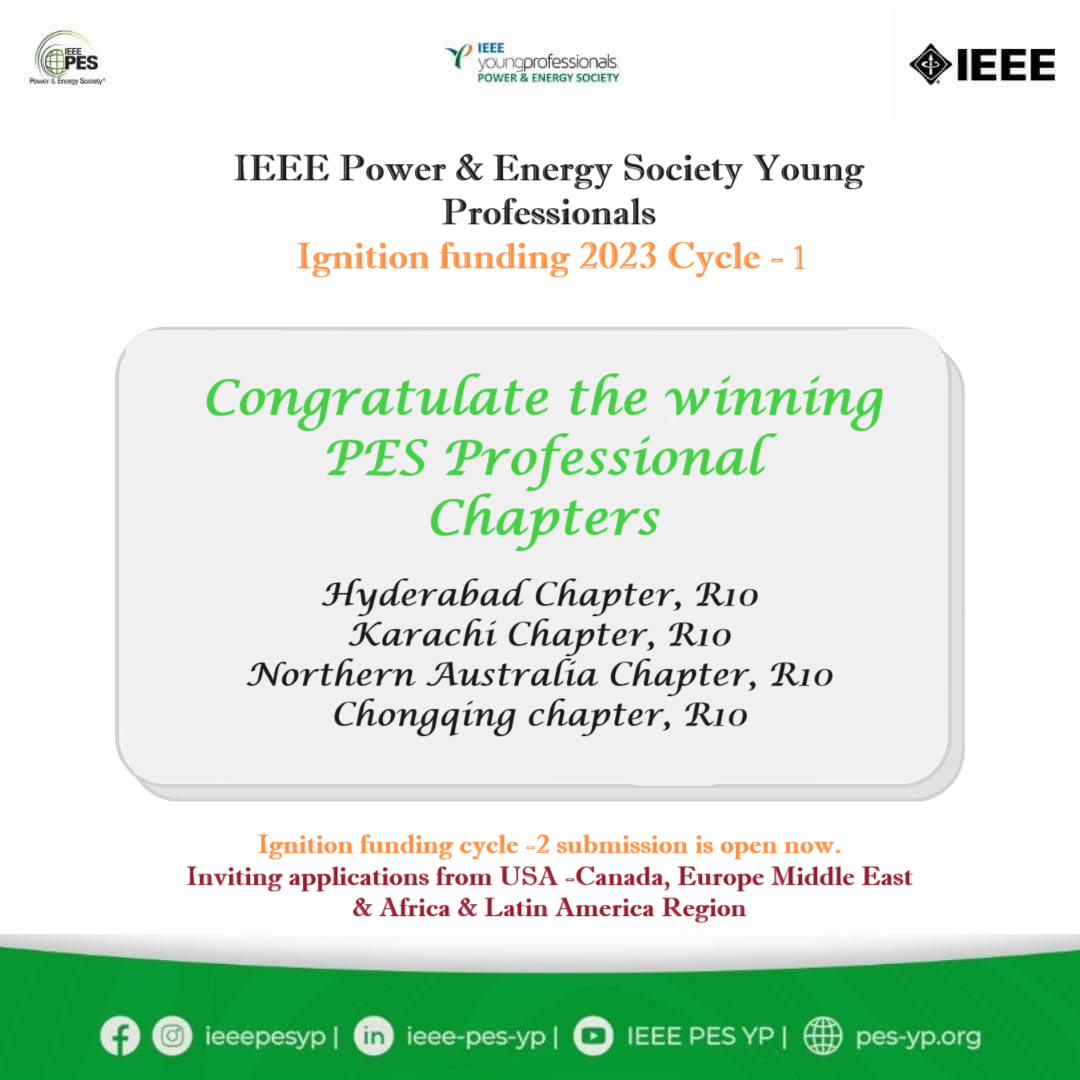 IEEE
PES
Power & Energy Society®
IEEE
youngprofessionals
POWER & ENERGY SOCIETY
IEEE
IEEE Power & Energy Society Young
Professionals
Ignition funding 2023 Cycle - 1
Congratulate the winning
PES Professional
Chapters
Hyderabad Chapter, R10
Karachi Chapter, R10
Northern Australia Chapter, R10
Chongqing chapter, R10
Ignition funding cycle -2 submission is open now.
Inviting applications from USA -Canada, Europe Middle East
& Africa & Latin America Region
ieeepesyp | ieee-pes-yp | IEEE PES YP | pes-yp.org